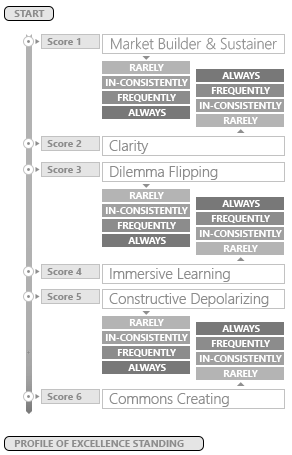 START
Score 1 Market Builder & Sustainer
RARELY
IN-CONSISTENTLY ALWAYS
FREQUENTLY FREQUENTLY
ALWAYS IN-CONSISTENTLY
RARELY
Score 2 Clarity
Score 3 Dilemma Flipping
RARELY
IN-CONSISTENTLY ALWAYS
FREQUENTLY FREQUENTLY
ALWAYS IN-CONSISTENTLY
RARELY
Score 4 Immersive Learning
Score 5 Constructive Depolarizing
RARELY
IN-CONSISTENTLY ALWAYS
FREQUENTLY FREQUENTLY
ALWAYS IN-CONSISTENTLY
RARELY
Score 6 Commons Creating
PROFILE OF EXCELLENCE STANDING